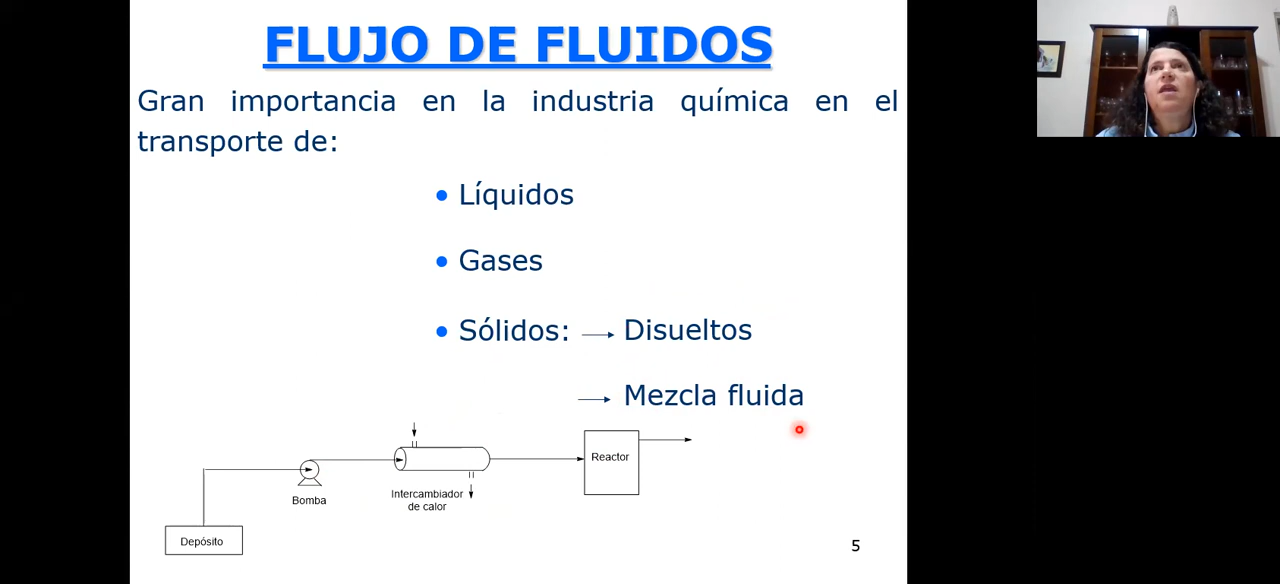 FLUJO DE FLUIDOS
Gran importancia en la industria química en el
transporte de:
• Líquidos
• Gases
• Sólidos: → Disueltos
→ Mezcla fluida
Reactor
Bomba
Intercambiador
de calor
Depósito
5